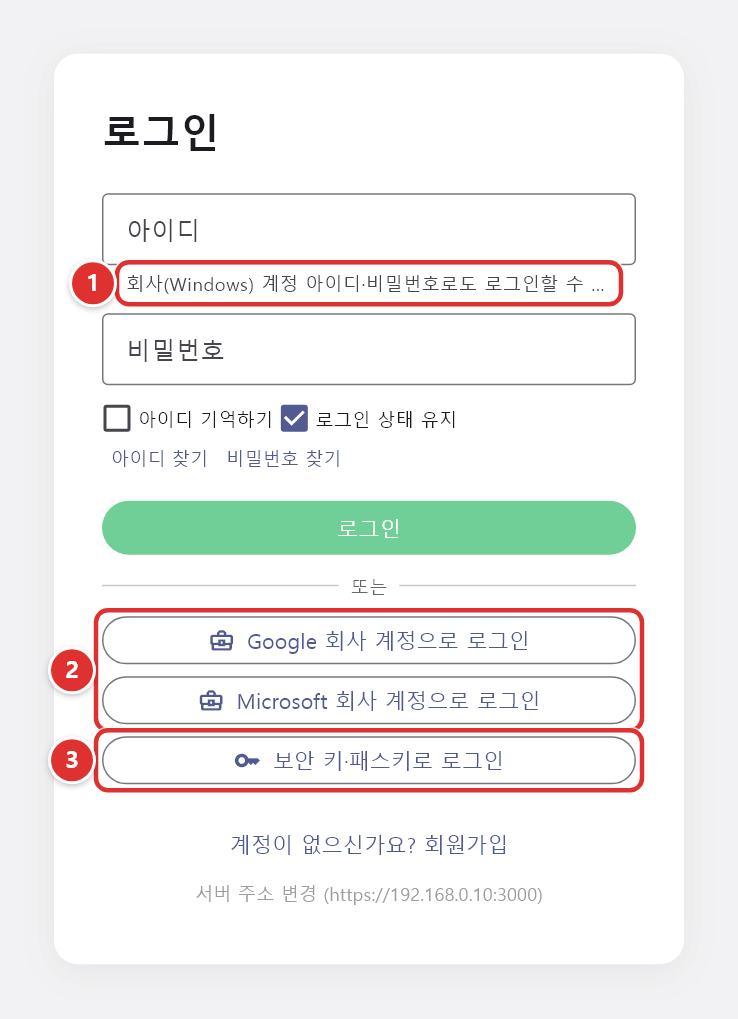 로그인
아이디
1 회사(Windows) 계정 아이디·비밀번호로도 로그인할 수 ...
비밀번호
아이디 기억하기 로그인 상태 유지
아이디 찾기 비밀번호 찾기
로그인
또는
Google 회사 계정으로 로그인
2
Microsoft 회사 계정으로 로그인
3 보안 키·패스키로 로그인
계정이 없으신가요? 회원가입
서버 주소 변경 (https://192.168.0.10:3000)